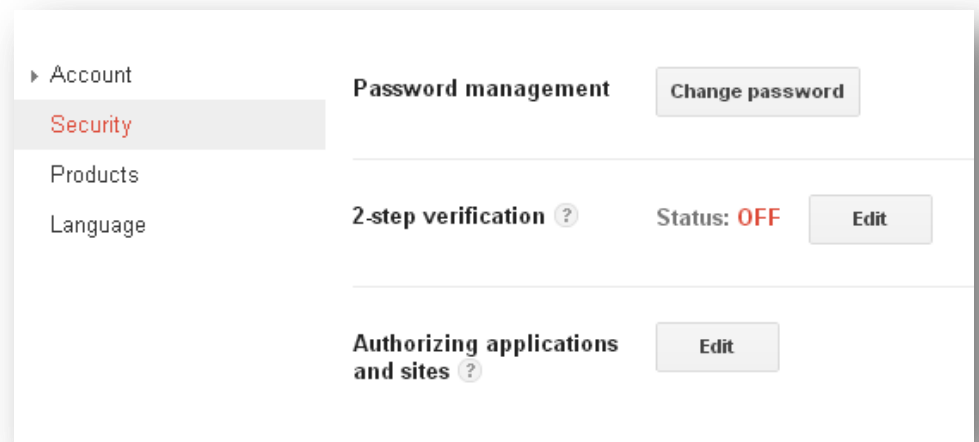 Account
Security
Products
Language
Password management
Change password
2-step verification ?
Status: OFF
Edit
Authorizing applications
and sites ?
Edit